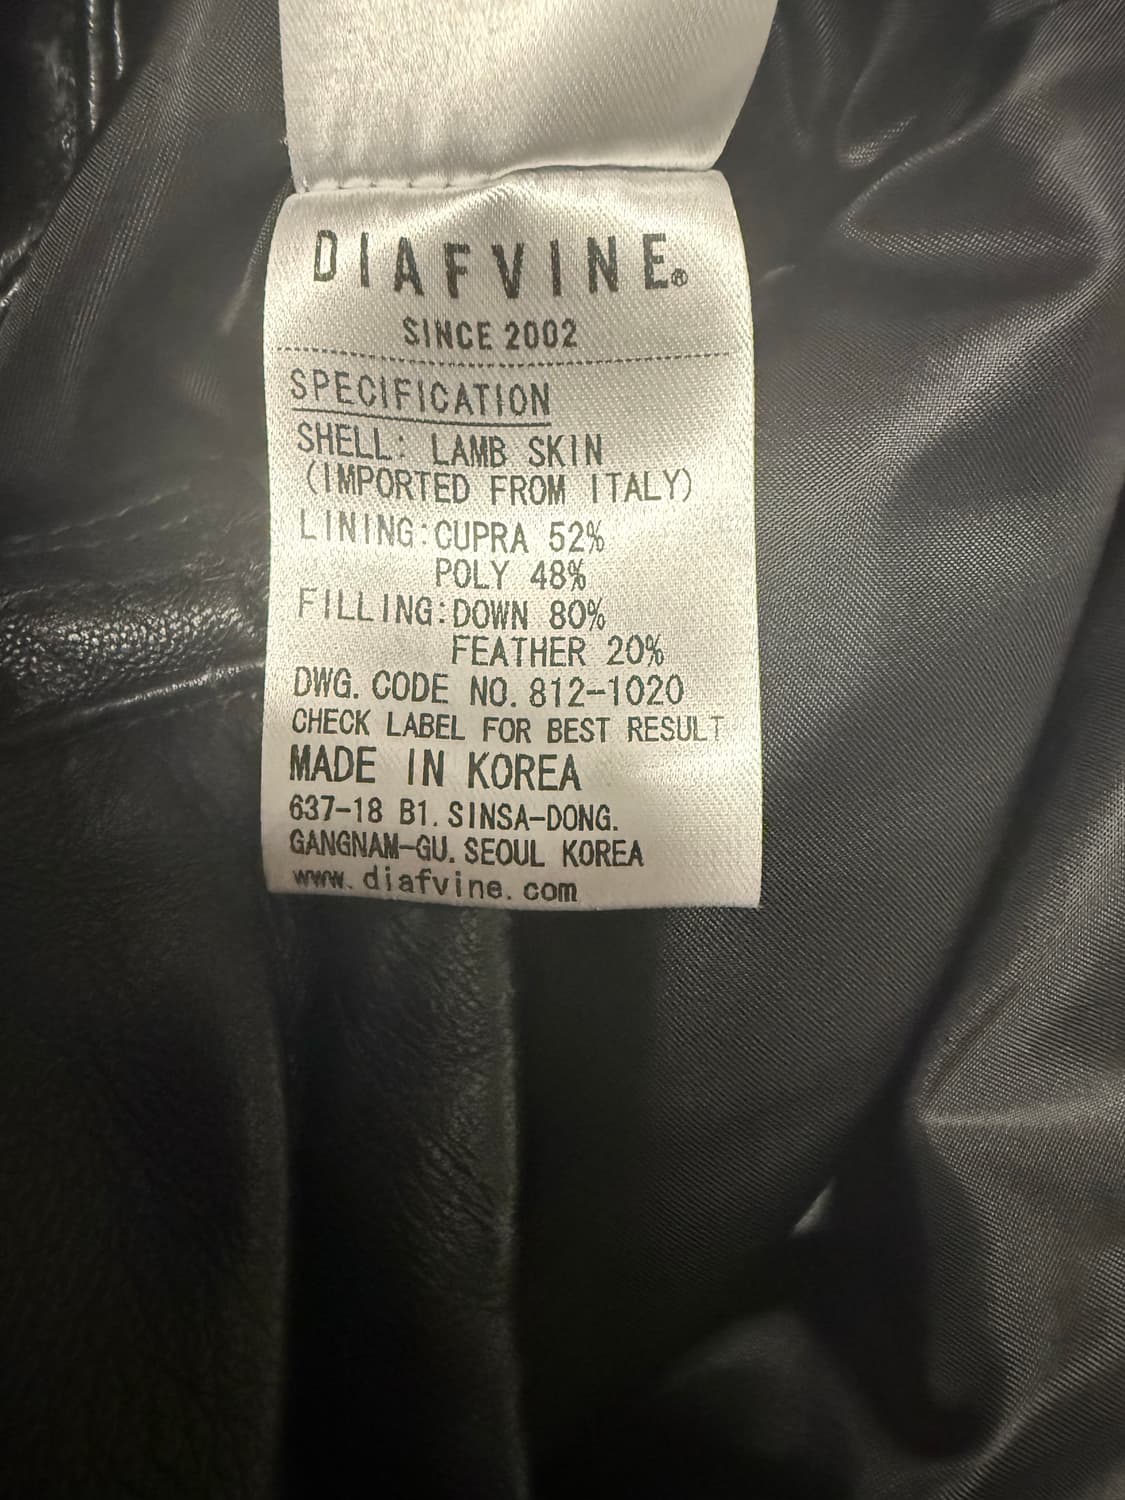 DIAFVINE®
SINCE 2002
SPECIFICATION
SHELL: LAMB SKIN
(IMPORTED FROM ITALY)
LINING:CUPRA 52%
POLY 48%
FILLING:DOWN 80%
FEATHER 20%
DWG. CODE NO. 812-1020
CHECK LABEL FOR BEST RESULT
MADE IN KOREA
637-18 B1. SINSA-DONG.
GANGNAM-GU. SEOUL KOREA
www.diafvine.com